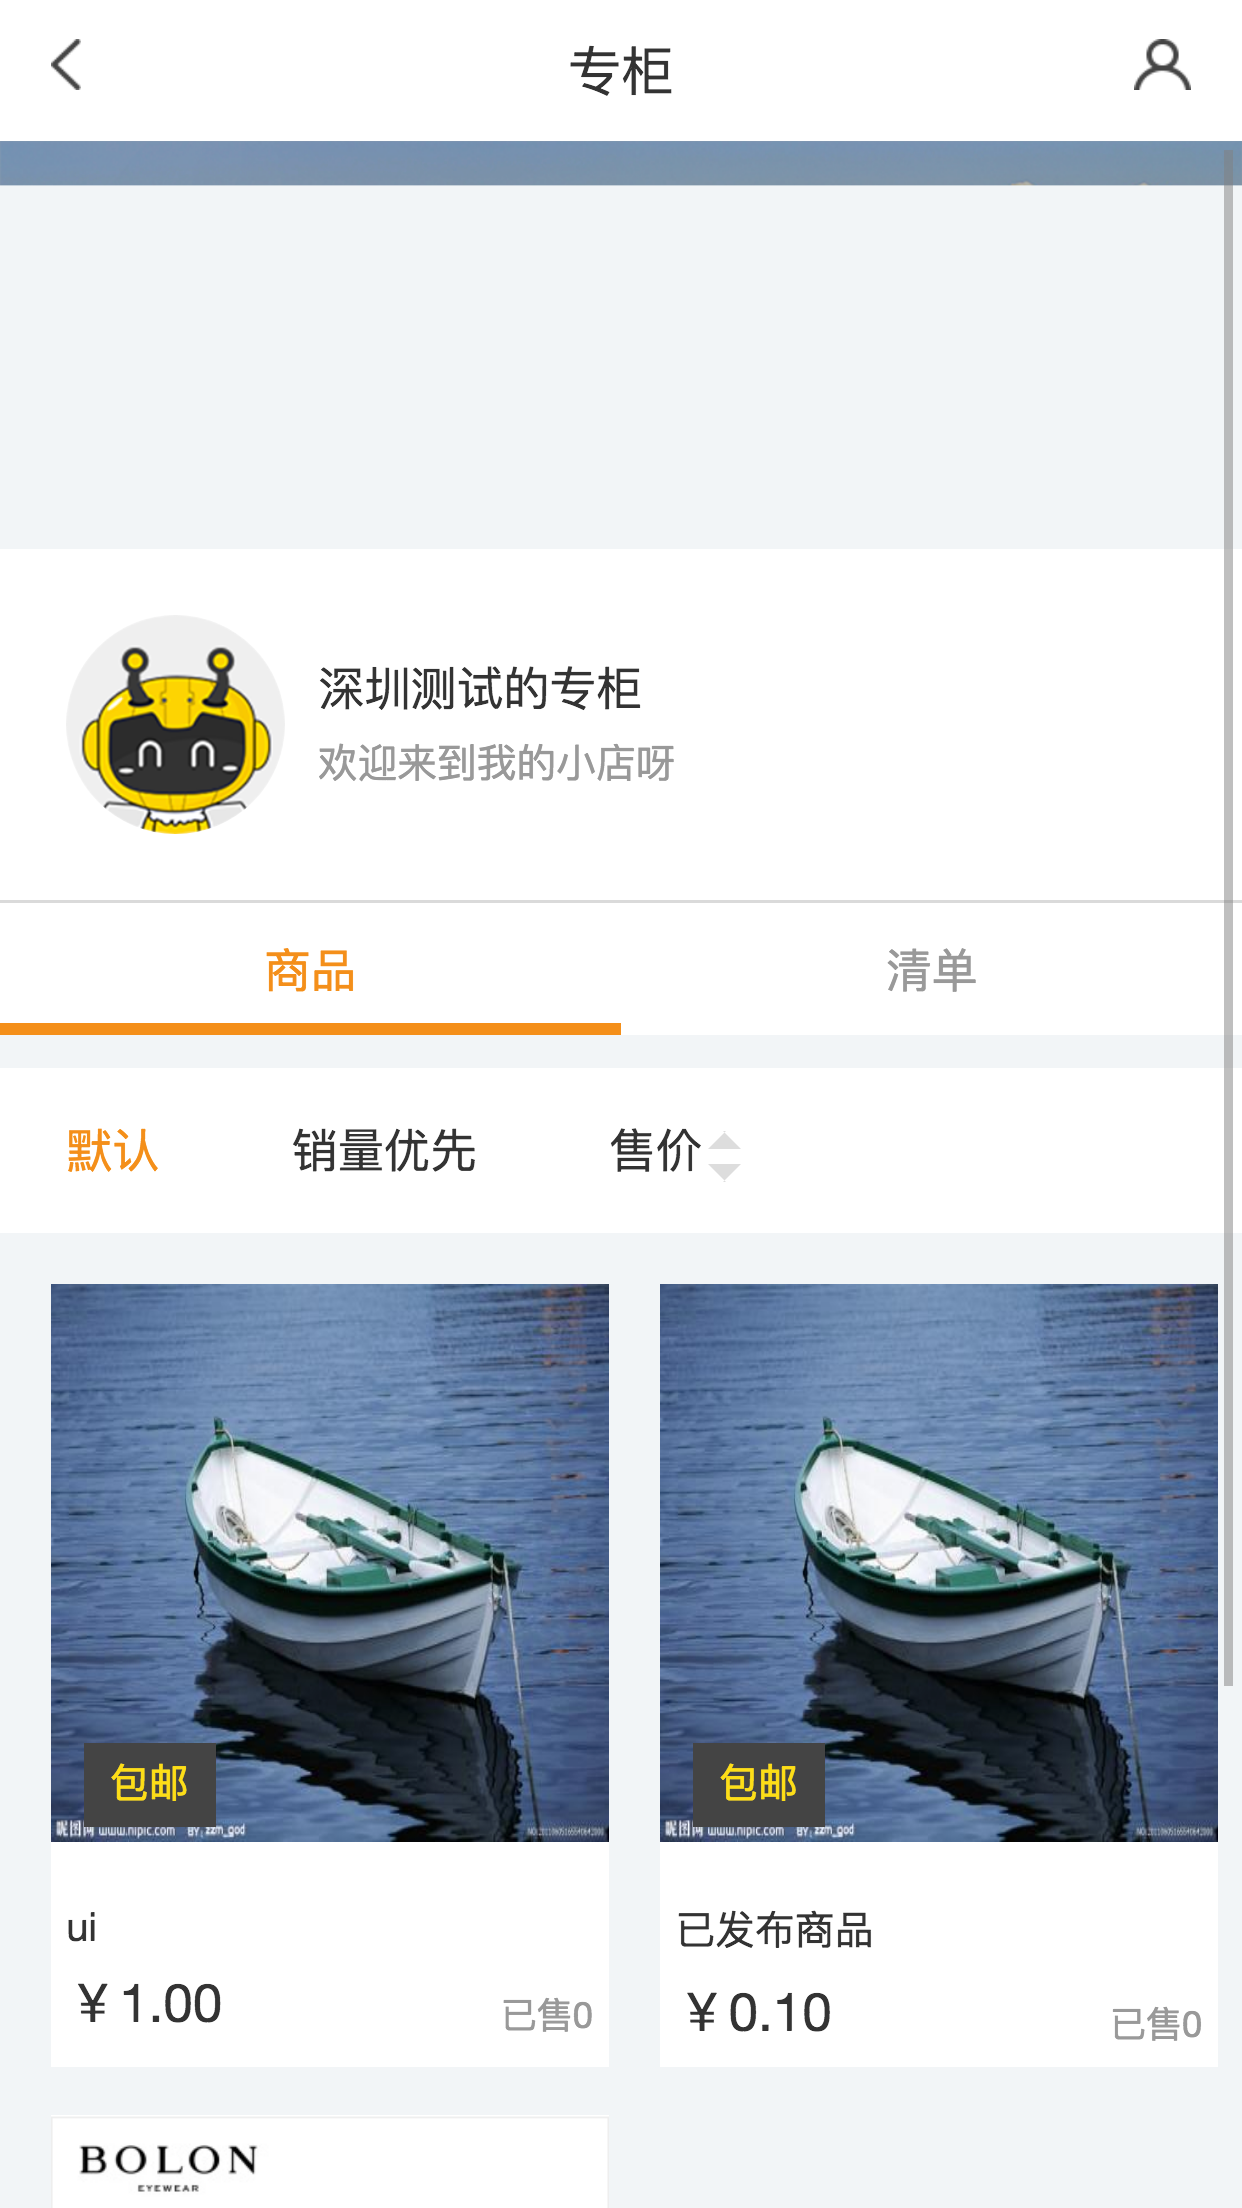 专柜
深圳测试的专柜
欢迎来到我的小店呀
商品
清单
默认
销量优先
售价
包邮
昵图网 www.nipic.com BY:zzm_god
包邮
昵图网 www.nipic.com BY:zzm_god
ui
¥ 1.00
已售0
已发布商品
¥ 0.10
已售0
BOLON
EYEWEAR